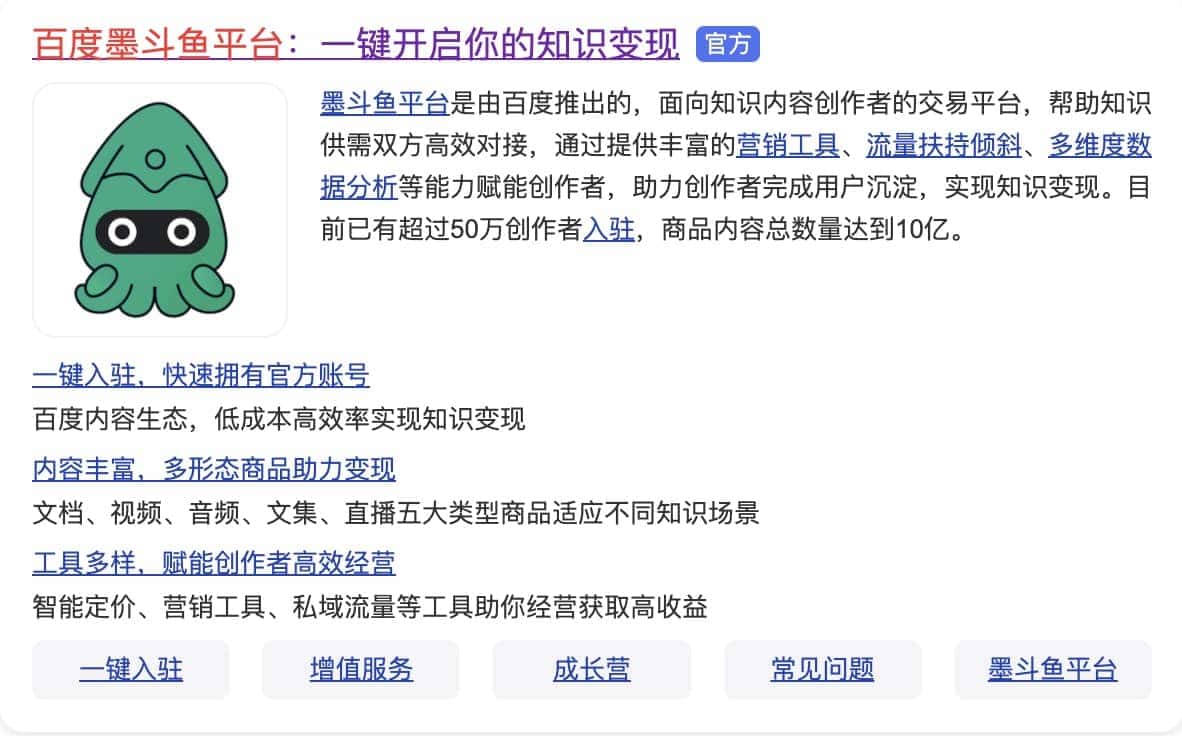 百度墨斗鱼平台：一键开启你的知识变现 官方
墨斗鱼平台是由百度推出的，面向知识内容创作者的交易平台，帮助知识
供需双方高效对接，通过提供丰富的营销工具、流量扶持倾斜、多维度数
据分析等能力赋能创作者，助力创作者完成用户沉淀，实现知识变现。目
前已有超过50万创作者入驻，商品内容总数量达到10亿。
一键入驻，快速拥有官方账号
百度内容生态，低成本高效率实现知识变现
内容丰富，多形态商品助力变现
文档、视频、音频、文集、直播五大类型商品适应不同知识场景
工具多样，赋能创作者高效经营
智能定价、营销工具、私域流量等工具助你经营获取高收益
一键入驻 增值服务 成长营 常见问题 墨斗鱼平台